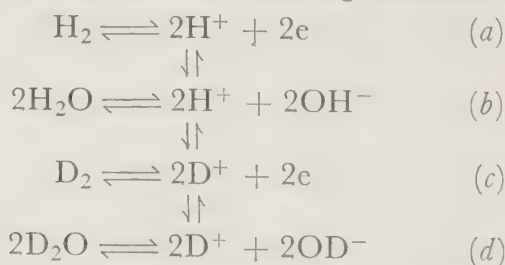 H₂ ⇌ 2H⁺ + 2e (a)
⇅
2H₂O ⇌ 2H⁺ + 2OH⁻ (b)
⇅
D₂ ⇌ 2D⁺ + 2e (c)
⇅
2D₂O ⇌ 2D⁺ + 2OD⁻ (d)